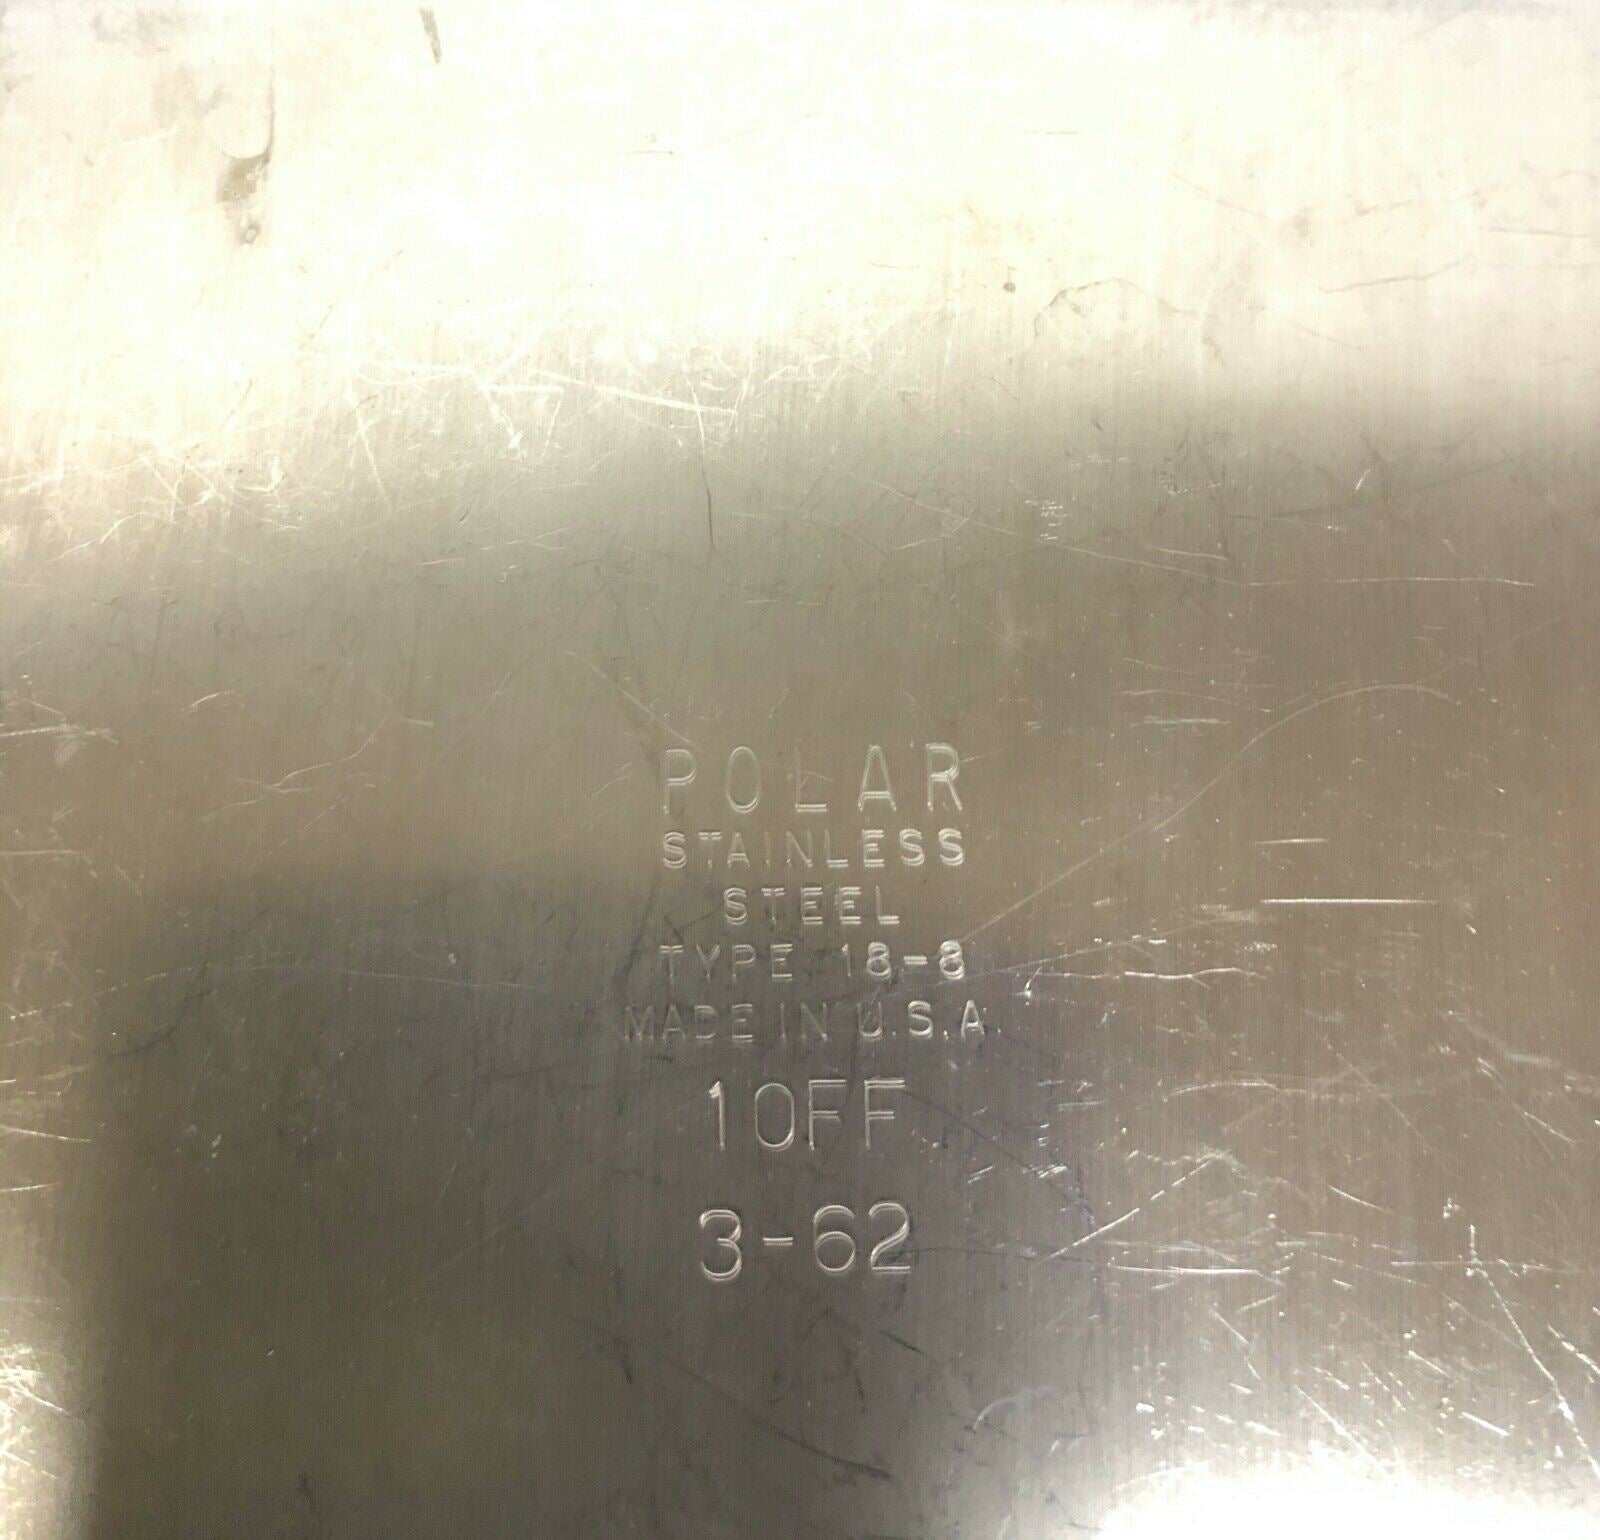 POLAR
STAINLESS
STEEL
TYPE 18-8
MADE IN U.S.A.
10FF
3-62